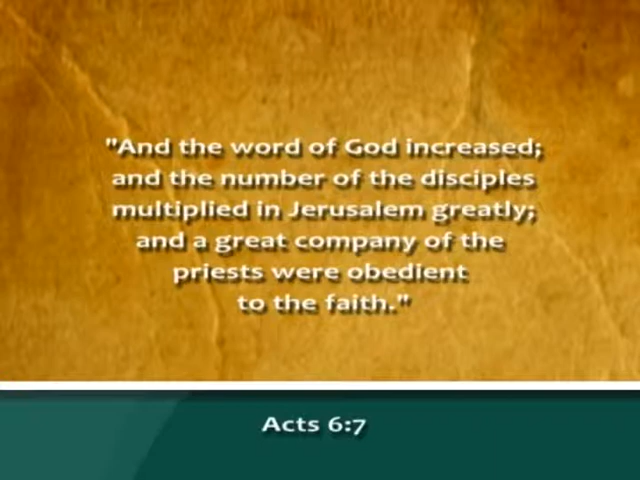 "And the word of God increased;
and the number of the disciples
multiplied in Jerusalem greatly;
and a great company of the
priests were obedient
to the faith."
Acts 6:7